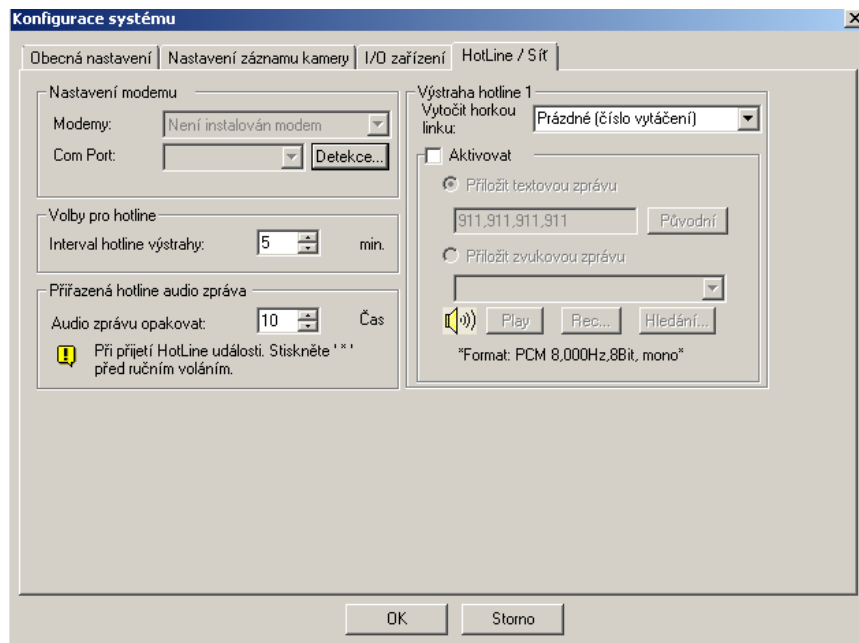 Konfigurace systému
Obecná nastavení
Nastavení záznamu kamery
I/O zařízení
HotLine / Síť
Nastavení modemu
Modemy:
Není instalován modem
Com Port:
Detekce...
Volby pro hotline
Interval hotline výstrahy:
5
min.
Přiřazená hotline audio zpráva
Audio zprávu opakovat:
10
Čas
Při přijetí HotLine události. Stiskněte ' * '
před ručním voláním.
Výstraha hotline 1
Vytočit horkou
linku:
Prázdné (číslo vytáčení)
Aktivovat
Přiložit textovou zprávu
911,911,911,911
Původní
Přiložit zvukovou zprávu
Play
Rec...
Hledání...
*Format: PCM 8,000Hz,8Bit, mono*
OK
Storno